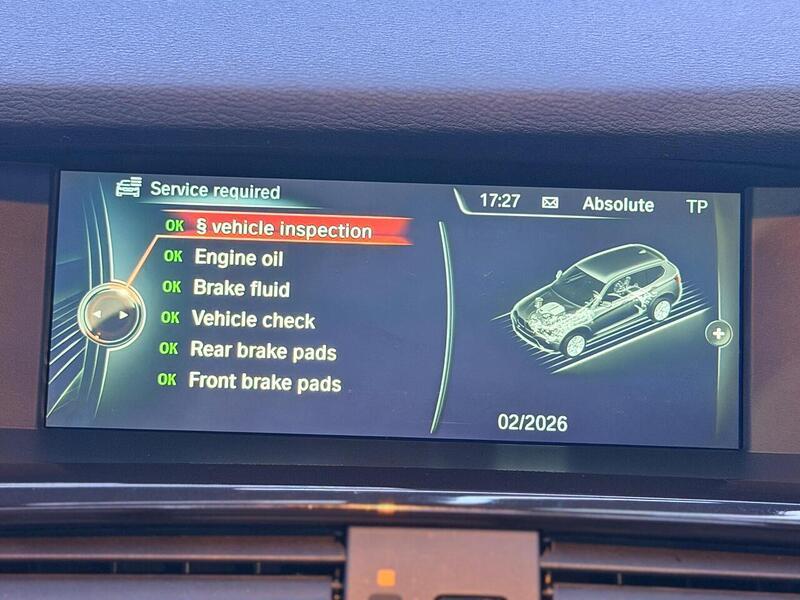 Service required
17:27 Absolute TP
OK § vehicle inspection
OK Engine oil
OK Brake fluid
OK Vehicle check
OK Rear brake pads
OK Front brake pads
02/2026